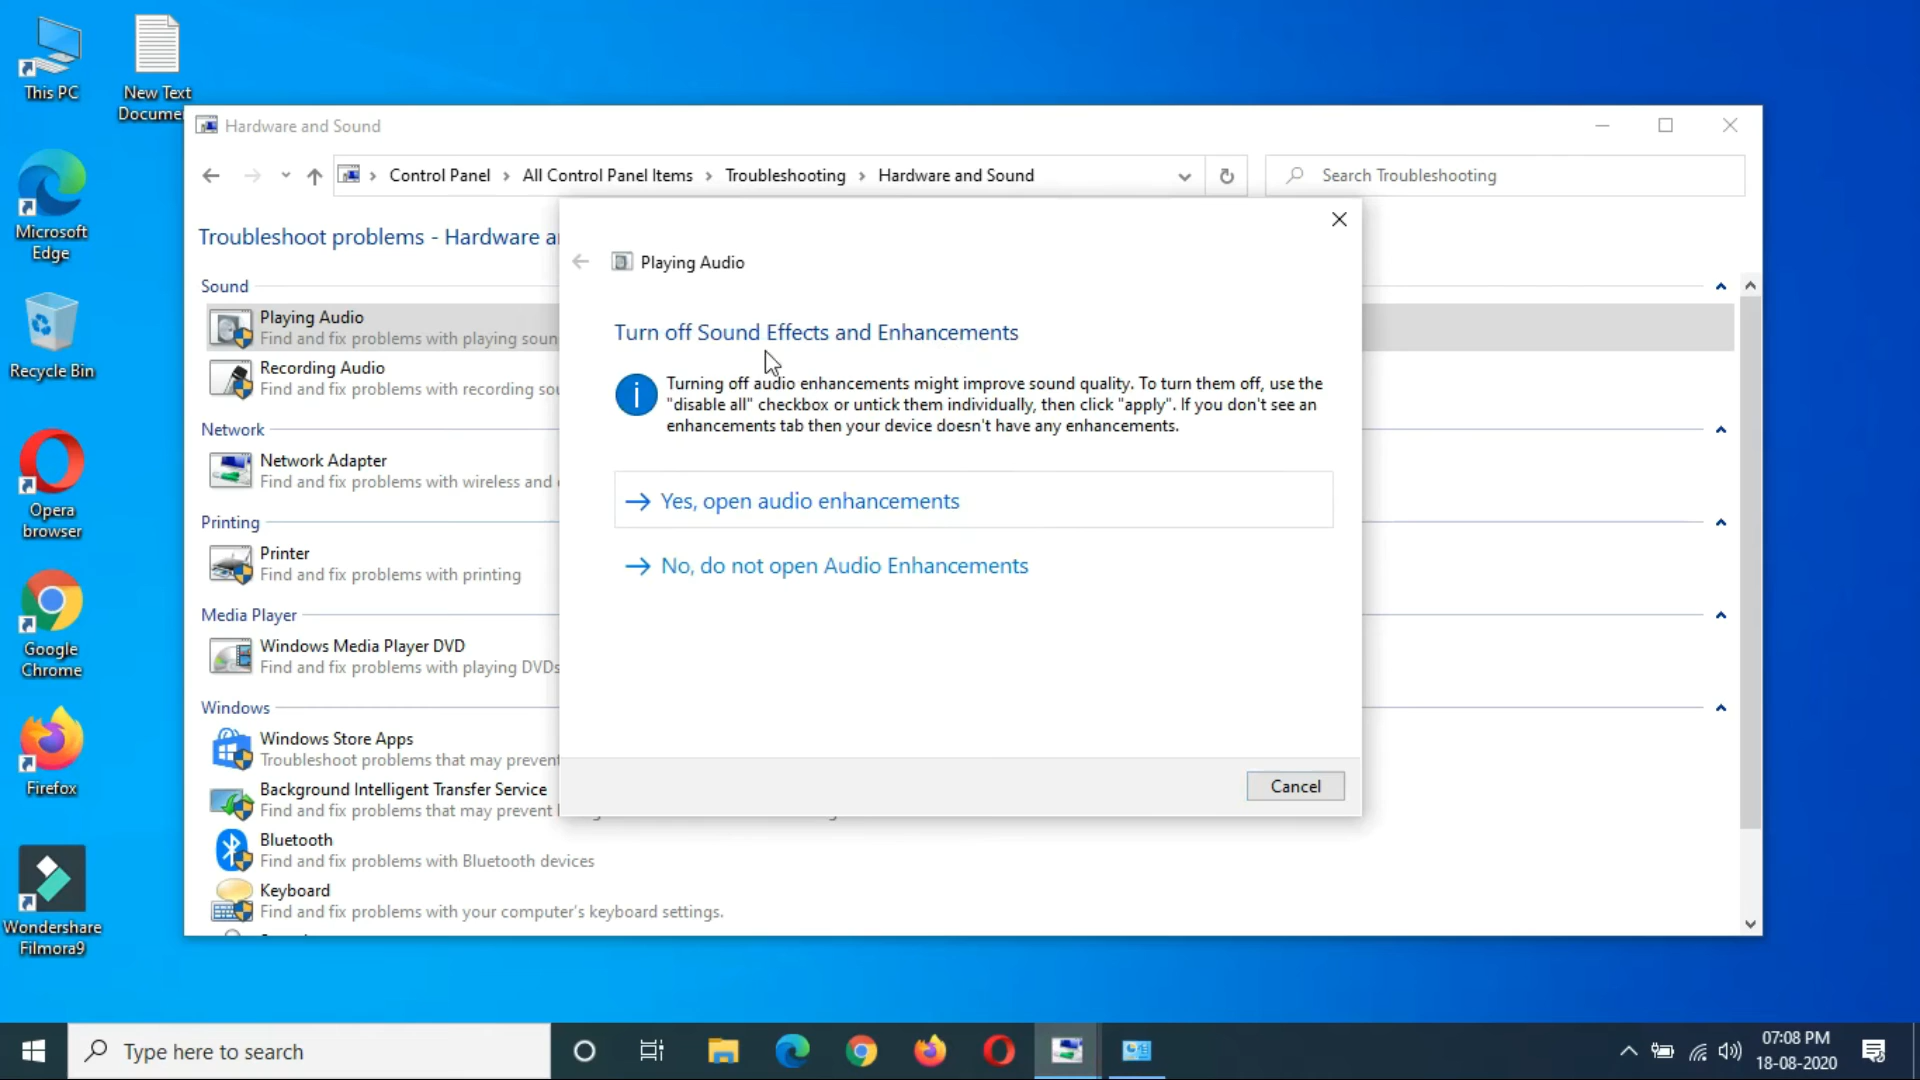 This PC
New Text
Docume
Microsoft
Edge
Recycle Bin
Opera
browser
Google
Chrome
Firefox
Wondershare
Filmora9
Hardware and Sound
Control Panel > All Control Panel Items > Troubleshooting > Hardware and Sound
Search Troubleshooting
Troubleshoot problems - Hardware a
Sound
Playing Audio
Find and fix problems with playing soun
Recording Audio
Find and fix problems with recording so
Network
Network Adapter
Find and fix problems with wireless and
Printing
Printer
Find and fix problems with printing
Media Player
Windows Media Player DVD
Find and fix problems with playing DVDs
Windows
Windows Store Apps
Troubleshoot problems that may preven
Background Intelligent Transfer Service
Find and fix problems that may prevent
Bluetooth
Find and fix problems with Bluetooth devices
Keyboard
Find and fix problems with your computer's keyboard settings.
Playing Audio
Turn off Sound Effects and Enhancements
Turning off audio enhancements might improve sound quality. To turn them off, use the
"disable all" checkbox or untick them individually, then click "apply". If you don't see an
enhancements tab then your device doesn't have any enhancements.
Yes, open audio enhancements
No, do not open Audio Enhancements
Cancel
Type here to search
07:08 PM
18-08-2020